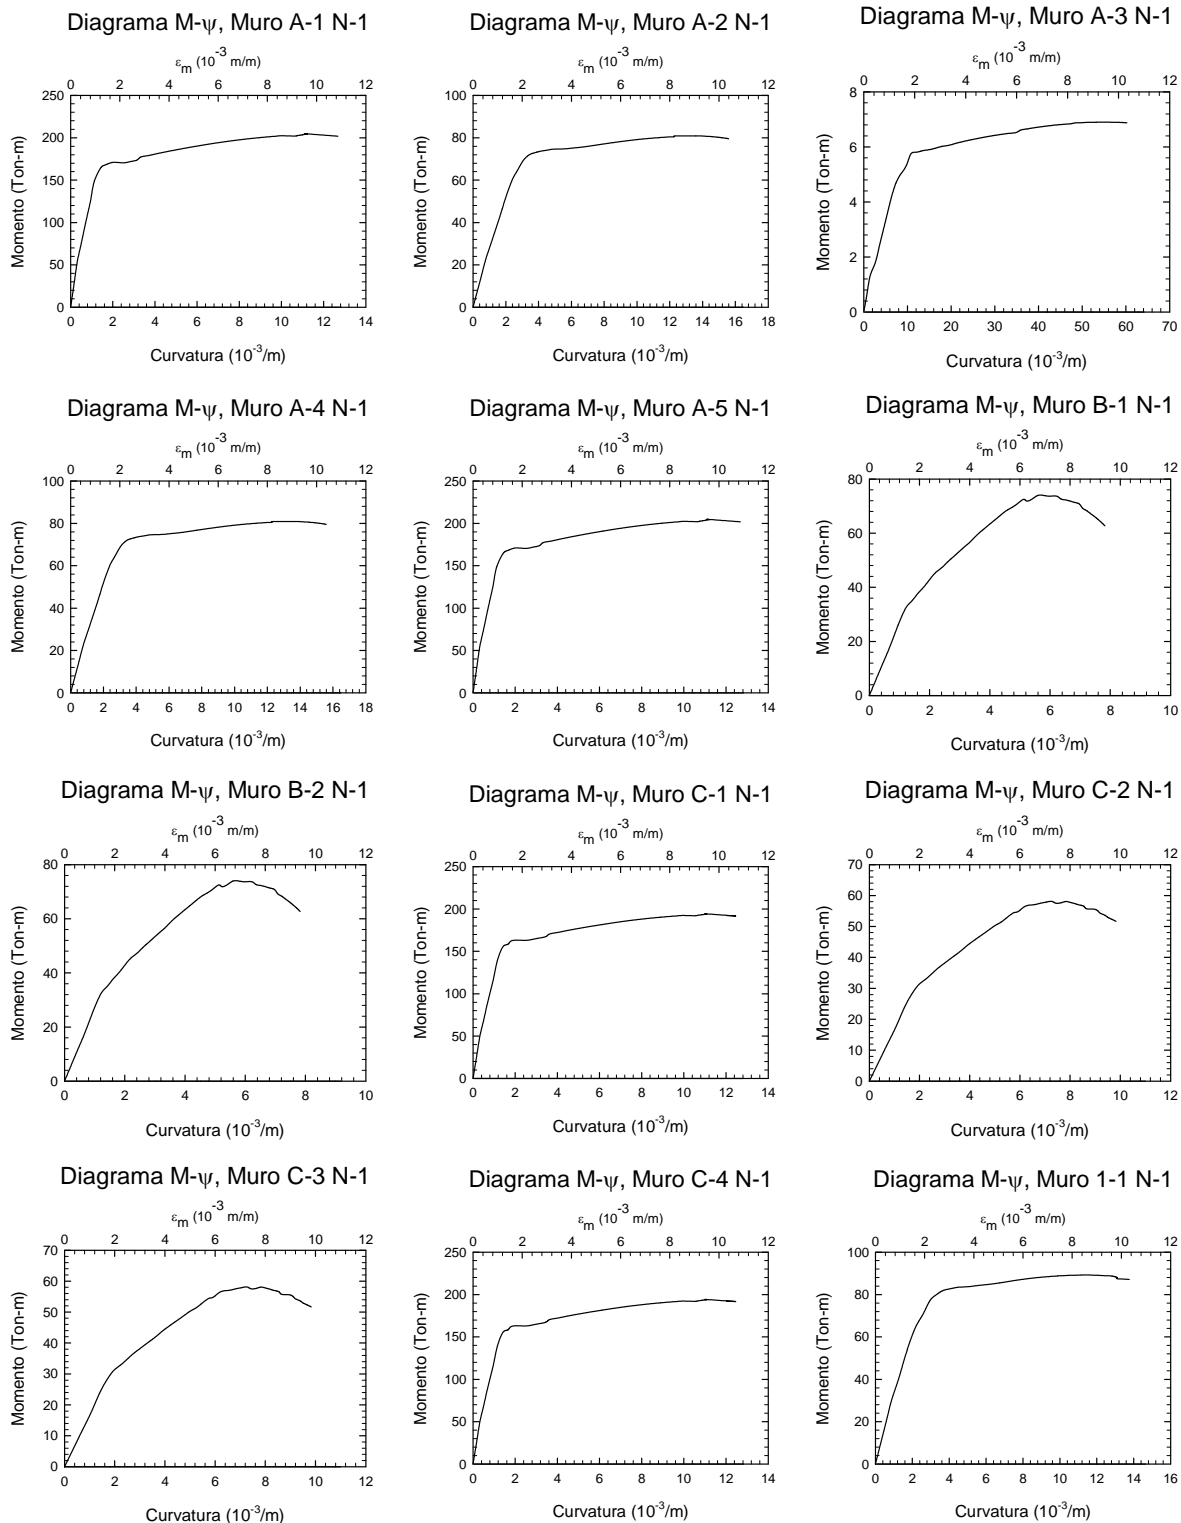 Diagrama M-ψ, Muro A-1 N-1
ε_m (10^-3 m/m)
0 2 4 6 8 10 12
250
200
150
100
50
0
Momento (Ton-m)
0 2 4 6 8 10 12 14
Curvatura (10^-3/m)
Diagrama M-ψ, Muro A-2 N-1
ε_m (10^-3 m/m)
0 2 4 6 8 10 12
100
80
60
40
20
0
Momento (Ton-m)
0 2 4 6 8 10 12 14 16 18
Curvatura (10^-3/m)
Diagrama M-ψ, Muro A-3 N-1
ε_m (10^-3 m/m)
0 2 4 6 8 10 12
8
6
4
2
0
Momento (Ton-m)
0 10 20 30 40 50 60 70
Curvatura (10^-3/m)
Diagrama M-ψ, Muro A-4 N-1
ε_m (10^-3 m/m)
0 2 4 6 8 10 12
100
80
60
40
20
0
Momento (Ton-m)
0 2 4 6 8 10 12 14 16 18
Curvatura (10^-3/m)
Diagrama M-ψ, Muro A-5 N-1
ε_m (10^-3 m/m)
0 2 4 6 8 10 12
250
200
150
100
50
0
Momento (Ton-m)
0 2 4 6 8 10 12 14
Curvatura (10^-3/m)
Diagrama M-ψ, Muro B-1 N-1
ε_m (10^-3 m/m)
0 2 4 6 8 10 12
80
60
40
20
0
Momento (Ton-m)
0 2 4 6 8 10
Curvatura (10^-3/m)
Diagrama M-ψ, Muro B-2 N-1
ε_m (10^-3 m/m)
0 2 4 6 8 10 12
80
60
40
20
0
Momento (Ton-m)
0 2 4 6 8 10
Curvatura (10^-3/m)
Diagrama M-ψ, Muro C-1 N-1
ε_m (10^-3 m/m)
0 2 4 6 8 10 12
250
200
150
100
50
0
Momento (Ton-m)
0 2 4 6 8 10 12 14
Curvatura (10^-3/m)
Diagrama M-ψ, Muro C-2 N-1
ε_m (10^-3 m/m)
0 2 4 6 8 10 12
70
60
50
40
30
20
10
0
Momento (Ton-m)
0 2 4 6 8 10 12
Curvatura (10^-3/m)
Diagrama M-ψ, Muro C-3 N-1
ε_m (10^-3 m/m)
0 2 4 6 8 10 12
70
60
50
40
30
20
10
0
Momento (Ton-m)
0 2 4 6 8 10 12
Curvatura (10^-3/m)
Diagrama M-ψ, Muro C-4 N-1
ε_m (10^-3 m/m)
0 2 4 6 8 10 12
250
200
150
100
50
0
Momento (Ton-m)
0 2 4 6 8 10 12 14
Curvatura (10^-3/m)
Diagrama M-ψ, Muro 1-1 N-1
ε_m (10^-3 m/m)
0 2 4 6 8 10 12
100
80
60
40
20
0
Momento (Ton-m)
0 2 4 6 8 10 12 14 16
Curvatura (10^-3/m)